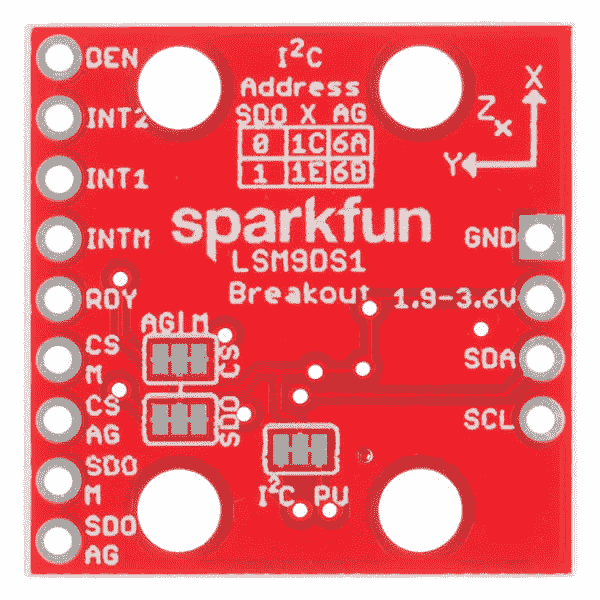 DEN
INT2
INT1
INTM
RDY
CS
M
CS
AG
SDO
M
SDO
AG
I²C
Address
SDO X AG
0 1C 6A
1 1E 6B
X
Y
Z
sparkfun
LSM9DS1
Breakout
GND
1.9-3.6V
SDA
SCL
AG|M
CS
SDO
I²C PU